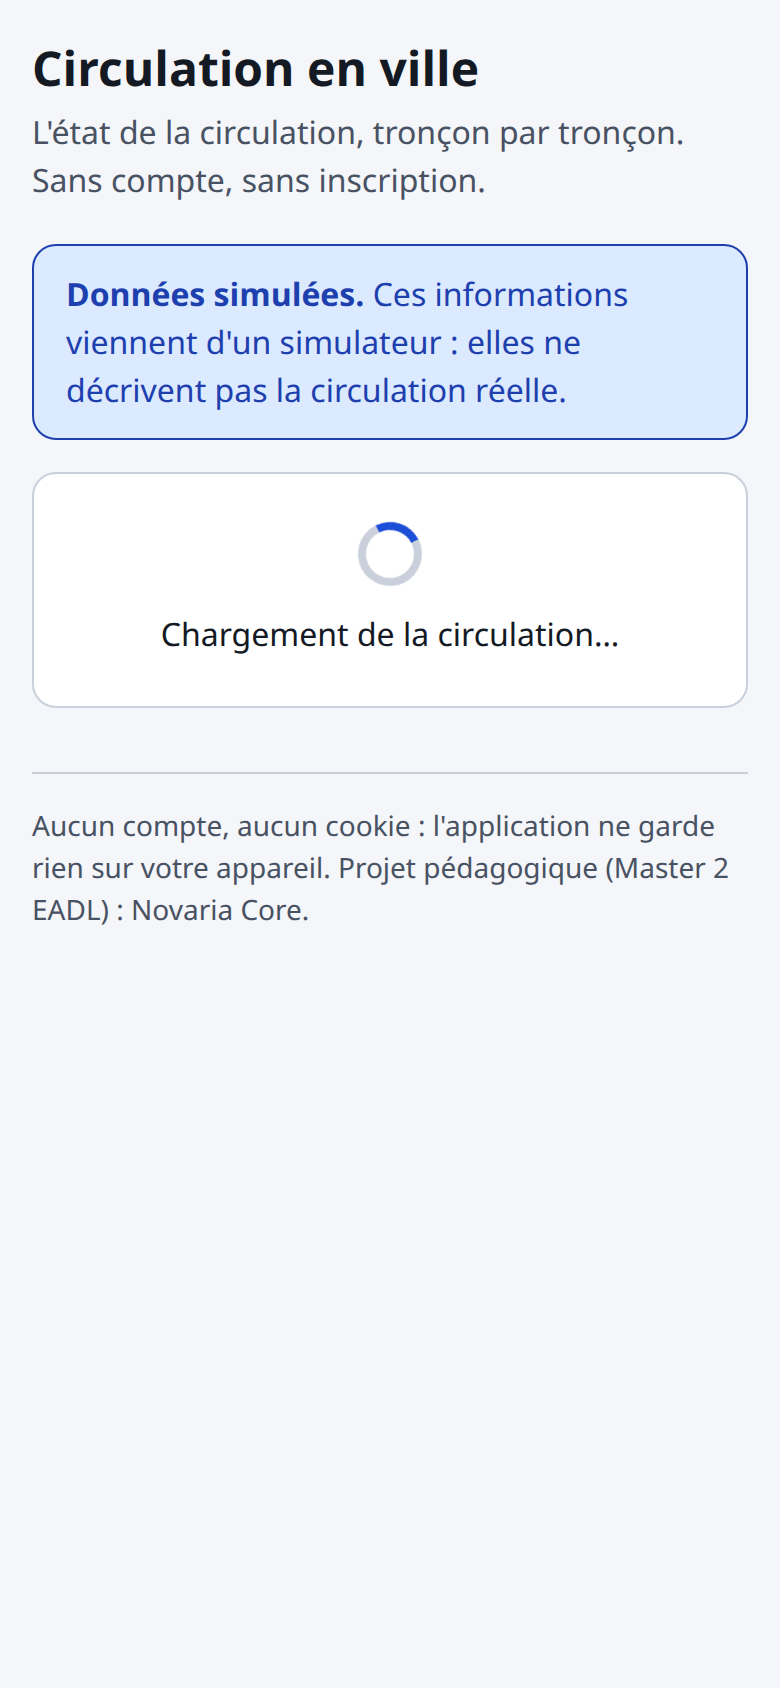 Circulation en ville
L'état de la circulation, tronçon par tronçon.
Sans compte, sans inscription.
Données simulées. Ces informations
viennent d'un simulateur : elles ne
décrivent pas la circulation réelle.
Chargement de la circulation…
Aucun compte, aucun cookie : l'application ne garde
rien sur votre appareil. Projet pédagogique (Master 2
EADL) : Novaria Core.